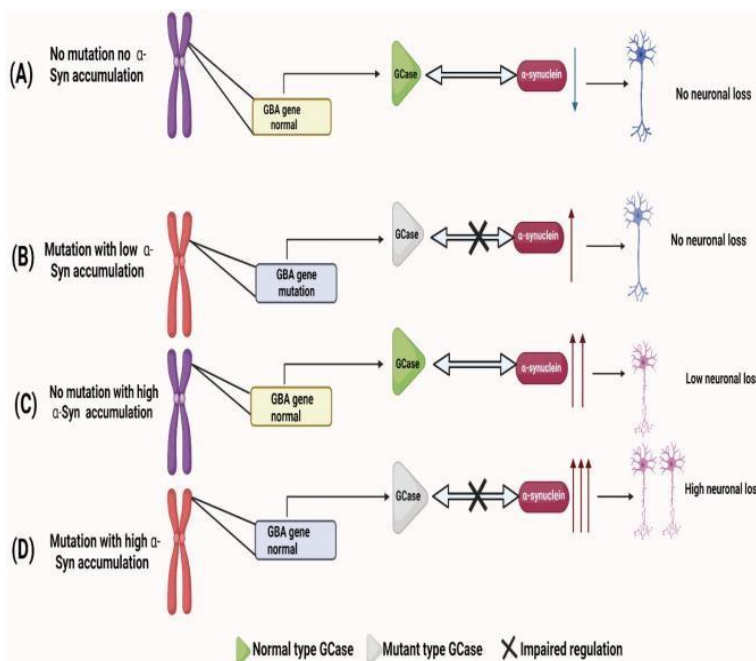 (A)
No mutation no α-
Syn accumulation
GBA gene
normal
GCase
α-synuclein
No neuronal loss
(B)
Mutation with low α-
Syn accumulation
GBA gene
mutation
GCase
α-synuclein
No neuronal loss
(C)
No mutation with high
α-Syn accumulation
GBA gene
normal
GCase
α-synuclein
Low neuronal loss
(D)
Mutation with high α-
Syn accumulation
GBA gene
normal
GCase
α-synuclein
High neuronal loss
Normal type GCase
Mutant type GCase
Impaired regulation